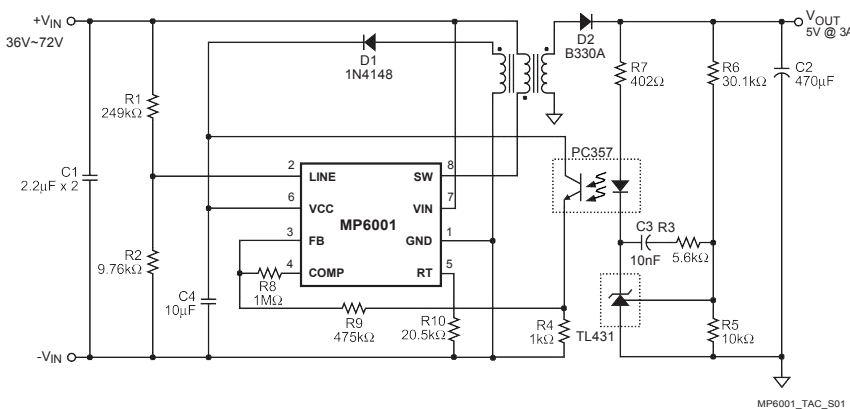 +VIN
36V~72V
D1
1N4148
D2
B330A
VOUT
5V @ 3A
R7
402Ω
R6
30.1kΩ
C2
470μF
R1
249kΩ
C1
2.2μF x 2
R2
9.76kΩ
C4
10μF
2
LINE
SW
8
6
VCC
VIN
7
MP6001
3
FB
GND
1
4
COMP
RT
5
PC357
C3
10nF
R3
5.6kΩ
R8
1MΩ
R9
475kΩ
R10
20.5kΩ
R4
1kΩ
TL431
R5
10kΩ
-VIN
MP6001_TAC_S01